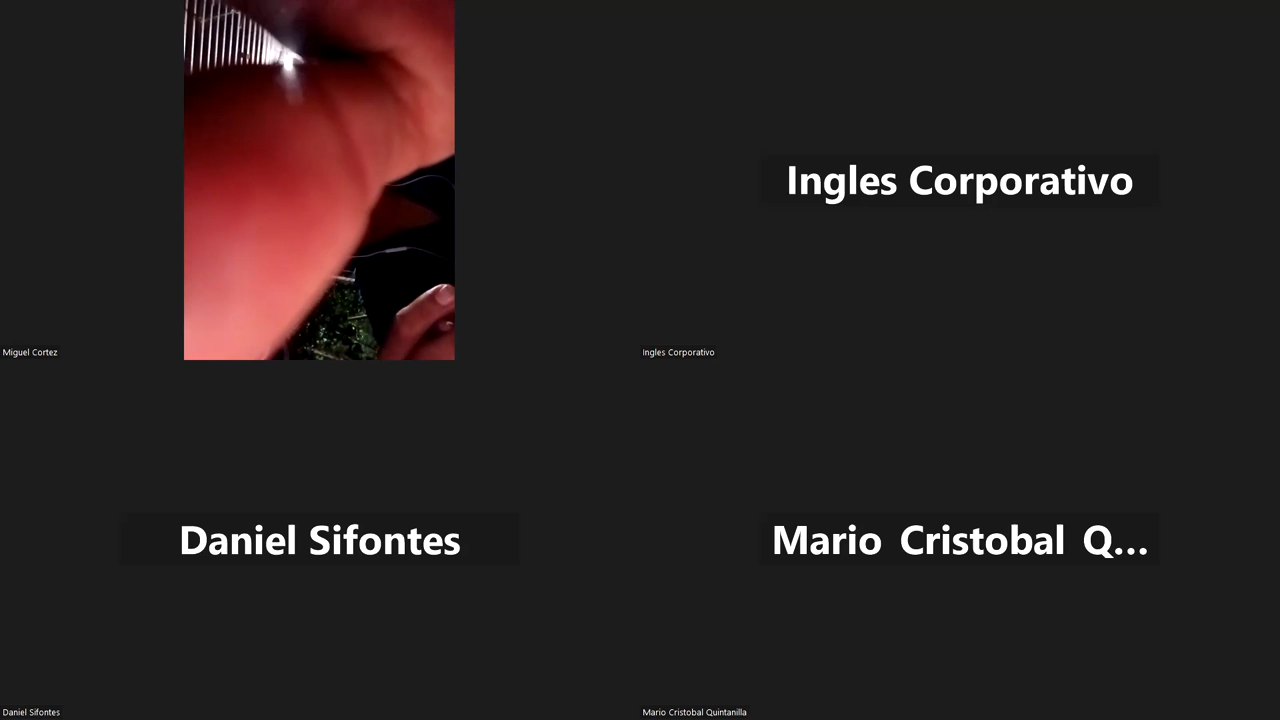 Miguel Cortez
Ingles Corporativo
Ingles Corporativo
Daniel Sifontes
Daniel Sifontes
Mario Cristobal Q...
Mario Cristobal Quintanilla